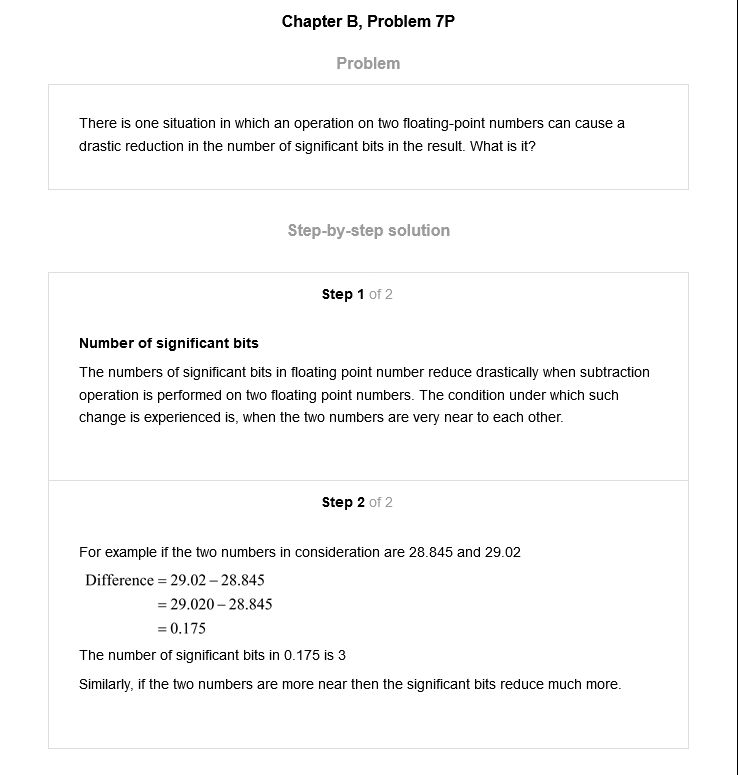 Chapter B, Problem 7P
Problem
There is one situation in which an operation on two floating-point numbers can cause a
drastic reduction in the number of significant bits in the result. What is it?
Step-by-step solution
Step 1 of 2
Number of significant bits
The numbers of significant bits in floating point number reduce drastically when subtraction
operation is performed on two floating point numbers. The condition under which such
change is experienced is, when the two numbers are very near to each other.
Step 2 of 2
For example if the two numbers in consideration are 28.845 and 29.02
Difference = 29.02 – 28.845
= 29.020 – 28.845
= 0.175
The number of significant bits in 0.175 is 3
Similarly, if the two numbers are more near then the significant bits reduce much more.